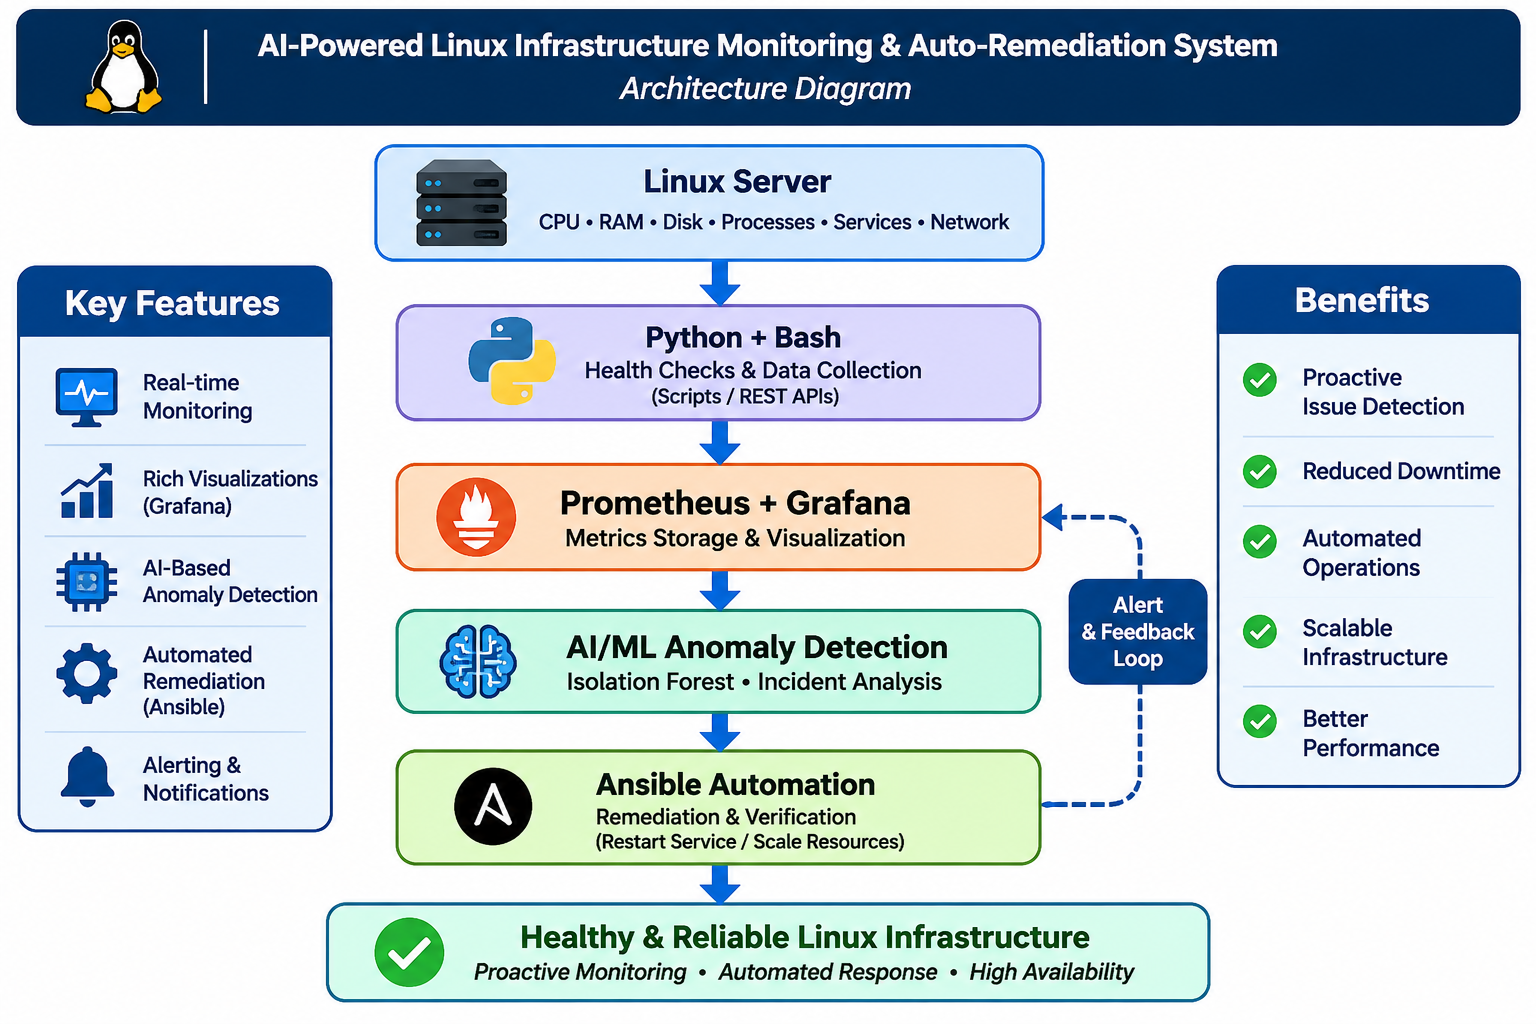 AI-Powered Linux Infrastructure Monitoring & Auto-Remediation System
Architecture Diagram
Linux Server
CPU • RAM • Disk • Processes • Services • Network
Python + Bash
Health Checks & Data Collection
(Scripts / REST APIs)
Prometheus + Grafana
Metrics Storage & Visualization
AI/ML Anomaly Detection
Isolation Forest • Incident Analysis
Ansible Automation
Remediation & Verification
(Restart Service / Scale Resources)
Healthy & Reliable Linux Infrastructure
Proactive Monitoring • Automated Response • High Availability
Key Features
Real-time
Monitoring
Rich Visualizations
(Grafana)
AI-Based
Anomaly Detection
Automated
Remediation
(Ansible)
Alerting &
Notifications
Alert
& Feedback
Loop
Benefits
Proactive
Issue Detection
Reduced Downtime
Automated
Operations
Scalable
Infrastructure
Better
Performance